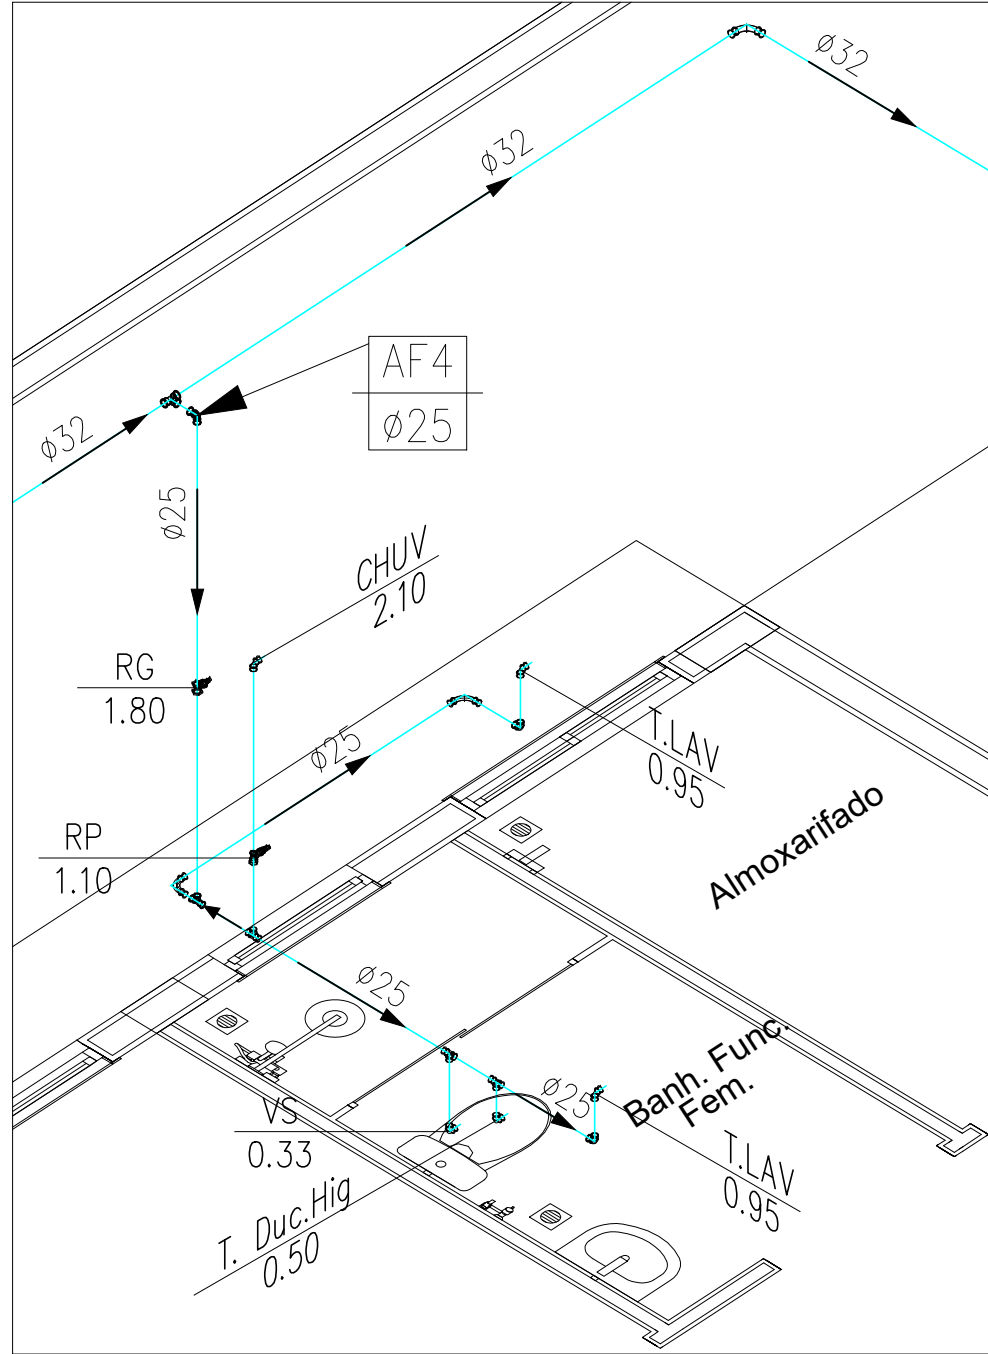 ø32
ø32
AF4
ø25
ø32
ø25
CHUV
2.10
RG
1.80
ø25
T.LAV
0.95
RP
1.10
Almoxarifado
ø25
ø25
Banh. Func.
Fem.
VS
0.33
T.LAV
0.95
T. Duc.Hig
0.50